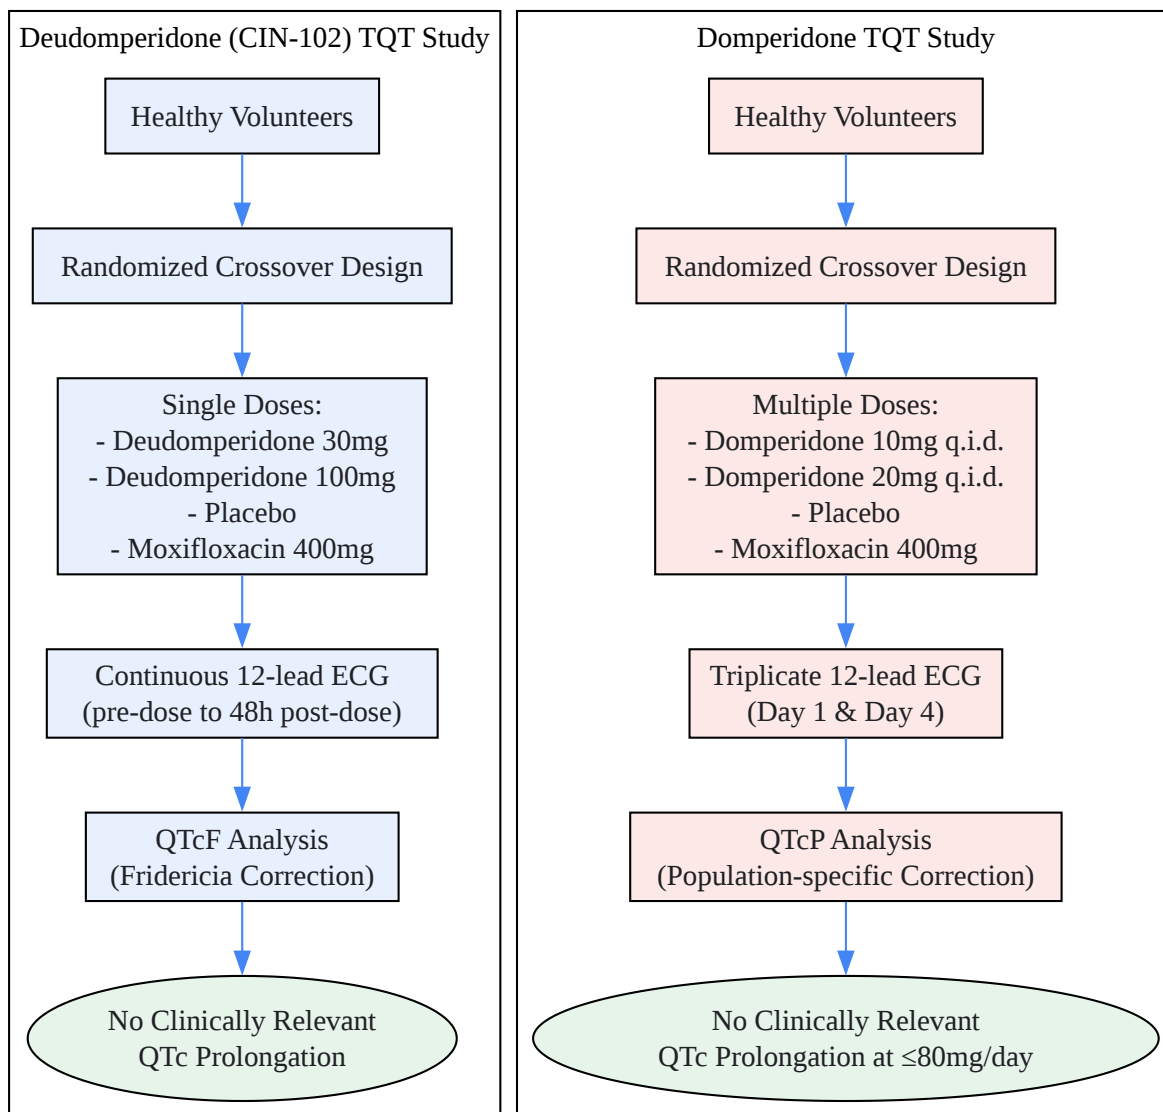 Deudomperidone (CIN-102) TQT Study
Healthy Volunteers
Randomized Crossover Design
Single Doses:
- Deudomperidone 30mg
- Deudomperidone 100mg
- Placebo
- Moxifloxacin 400mg
Continuous 12-lead ECG
(pre-dose to 48h post-dose)
QTcF Analysis
(Fridericia Correction)
No Clinically Relevant
QTc Prolongation
Domperidone TQT Study
Healthy Volunteers
Randomized Crossover Design
Multiple Doses:
- Domperidone 10mg q.i.d.
- Domperidone 20mg q.i.d.
- Placebo
- Moxifloxacin 400mg
Triplicate 12-lead ECG
(Day 1 & Day 4)
QTcP Analysis
(Population-specific Correction)
No Clinically Relevant
QTc Prolongation at ≤80mg/day